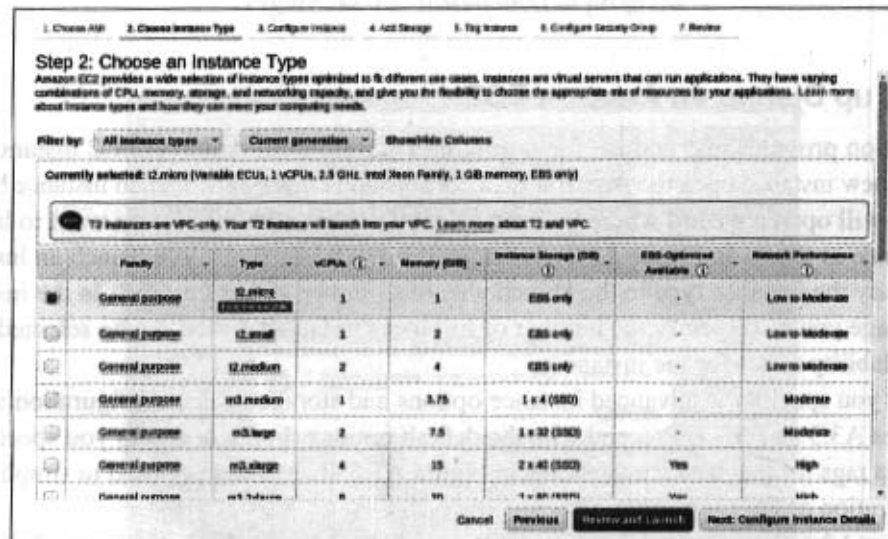 1. Choose AMI 2. Choose Instance Type 3. Configure Instance 4. Add Storage 5. Tag Instance 6. Configure Security Group 7. Review
up
Step 2: Choose an Instance Type
Amazon EC2 provides a wide selection of instance types optimized to fit different use cases. Instances are virtual servers that can run applications. They have varying
combinations of CPU, memory, storage, and networking capacity, and give you the flexibility to choose the appropriate mix of resources for your applications. Learn more
about instance types and how they can meet your computing needs.
Filter by: All instance types Current generation Show/Hide Columns
Currently selected: t2.micro (Variable ECUs, 1 vCPUs, 2.5 GHz, Intel Xeon Family, 1 GiB memory, EBS only)
T2 instances are VPC-only. Your T2 instance will launch into your VPC. Learn more about T2 and VPC.
Family Type vCPUs Memory (GiB) Instance Storage (GB) EBS-Optimized Available Network Performance
General purpose t2.micro 1 1 EBS only Low to Moderate
General purpose t2.small 1 2 EBS only Low to Moderate
General purpose t2.medium 2 4 EBS only Low to Moderate
General purpose m3.medium 1 3.75 1 x 4 (SSD) Moderate
General purpose m3.large 2 7.5 1 x 32 (SSD) Moderate
General purpose m3.xlarge 4 15 2 x 40 (SSD) Yes High
General purpose m3.2xlarge 8 30 2 x 80 (SSD) Yes High
Cancel Previous Review and Launch Next: Configure Instance Details